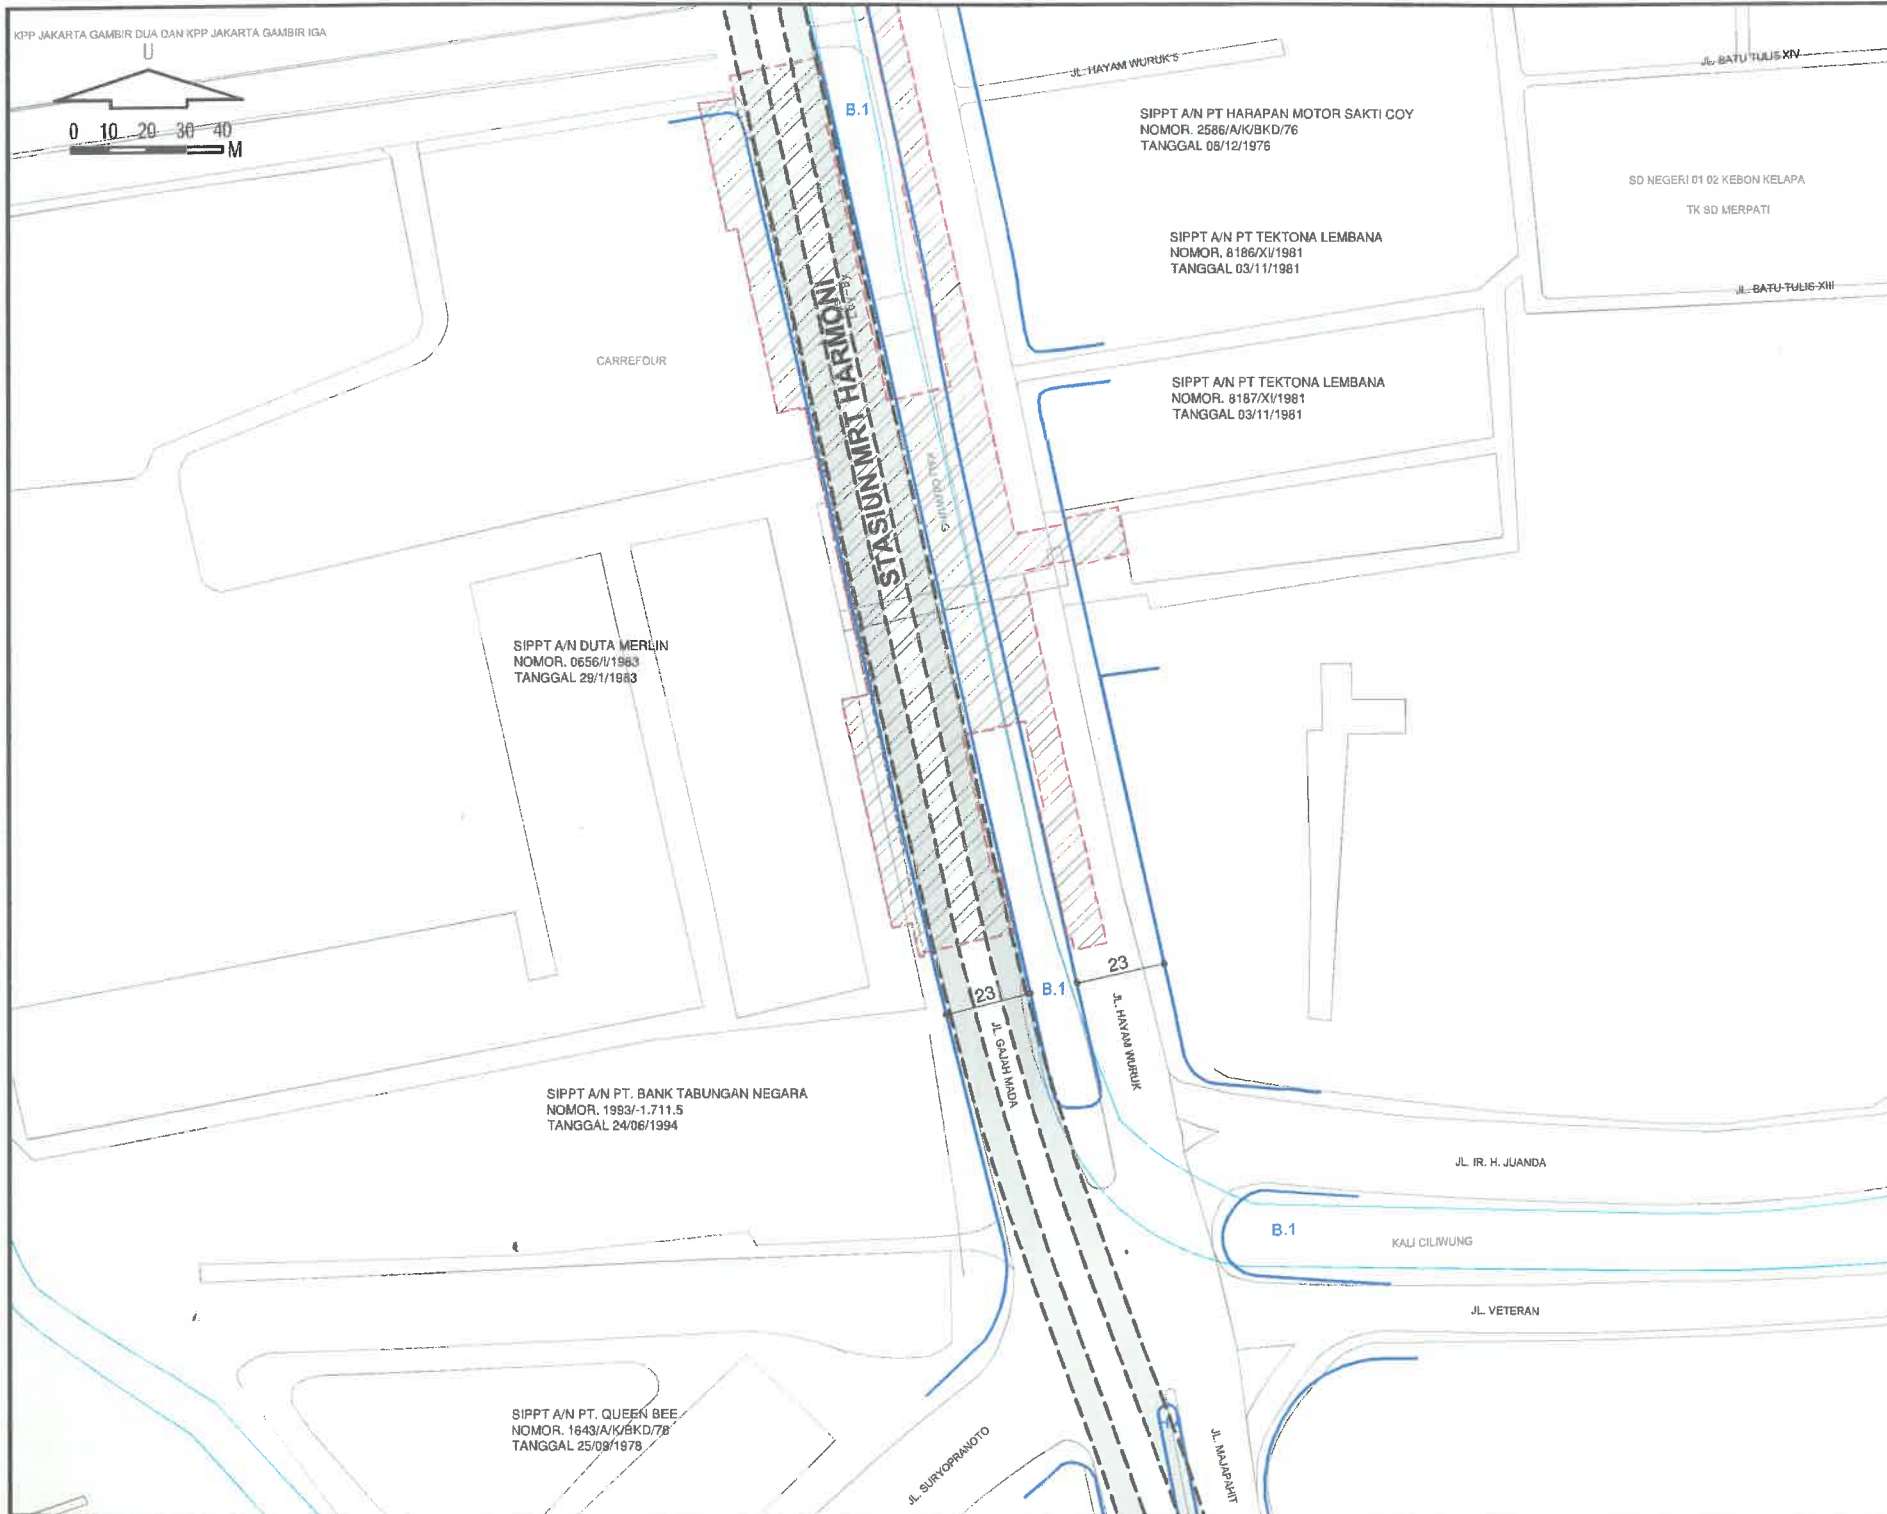 KPP JAKARTA GAMBIR DUA DAN KPP JAKARTA GAMBIR IGA
U
0 10 20 30 40
M
JL. HAYAM WURUK 5
JL. BATU TULIS XIV
B.1
SIPPT A/N PT HARAPAN MOTOR SAKTI COY
NOMOR. 2586/A/K/BKD/76
TANGGAL 08/12/1976
SD NEGERI 01 02 KEBON KELAPA
TK SD MERPATI
SIPPT A/N PT TEKTONA LEMBANA
NOMOR. 8186/XI/1981
TANGGAL 03/11/1981
JL. BATU TULIS XIII
CARREFOUR
STASIUN MRT HARMONI
SIPPT A/N PT TEKTONA LEMBANA
NOMOR. 8187/XI/1981
TANGGAL 03/11/1981
KALI CILIWUNG
SIPPT A/N DUTA MERLIN
NOMOR. 0656/I/1983
TANGGAL 29/1/1983
23
23
B.1
JL. GAJAH MADA
JL. HAYAM WURUK
SIPPT A/N PT. BANK TABUNGAN NEGARA
NOMOR. 1993/-1.711.5
TANGGAL 24/06/1994
JL. IR. H. JUANDA
B.1
KALI CILIWUNG
JL. VETERAN
SIPPT A/N PT. QUEEN BEE
NOMOR. 1643/A/K/BKD/78
TANGGAL 25/09/1978
JL. SURYOPRANOTO
JL. MAJAPAHIT